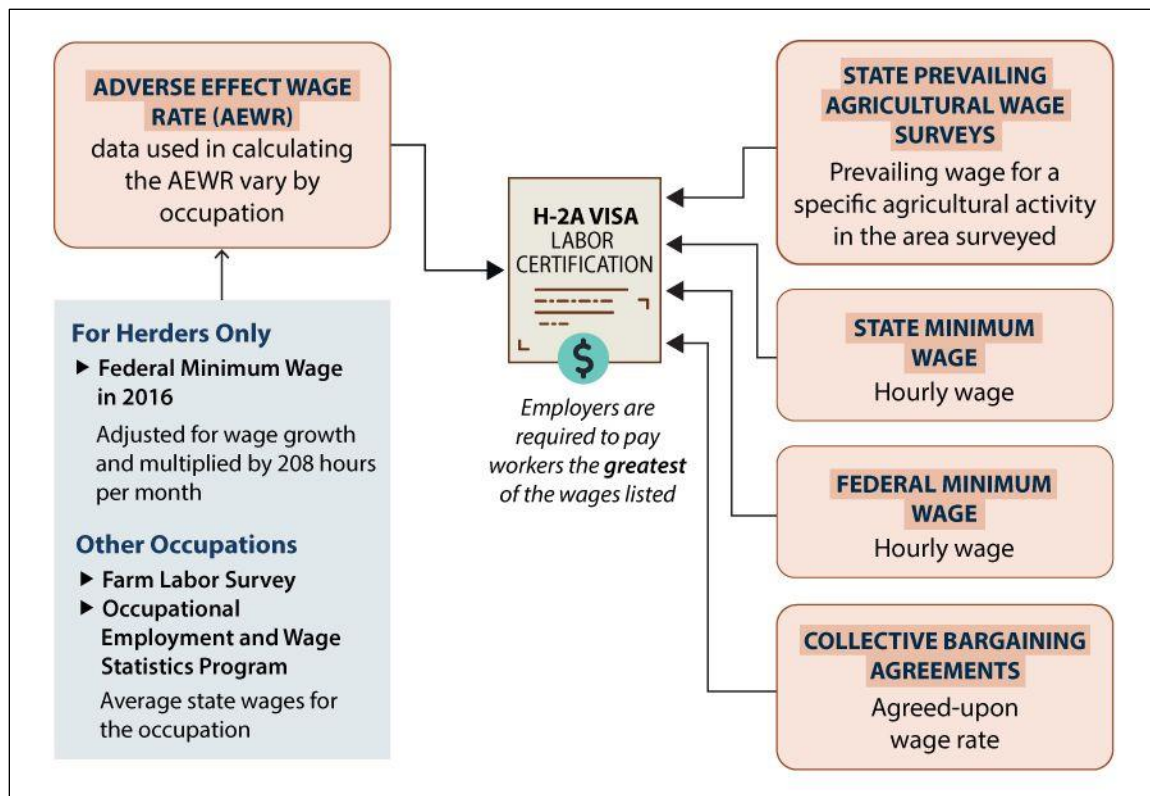 ADVERSE EFFECT WAGE
RATE (AEWR)
data used in calculating
the AEWR vary by
occupation
For Herders Only
▶ Federal Minimum Wage
in 2016
Adjusted for wage growth
and multiplied by 208 hours
per month
Other Occupations
▶ Farm Labor Survey
▶ Occupational
Employment and Wage
Statistics Program
Average state wages for
the occupation
H-2A VISA
LABOR
CERTIFICATION
$
Employers are
required to pay
workers the greatest
of the wages listed
STATE PREVAILING
AGRICULTURAL WAGE
SURVEYS
Prevailing wage for a
specific agricultural activity
in the area surveyed
STATE MINIMUM
WAGE
Hourly wage
FEDERAL MINIMUM
WAGE
Hourly wage
COLLECTIVE BARGAINING
AGREEMENTS
Agreed-upon
wage rate